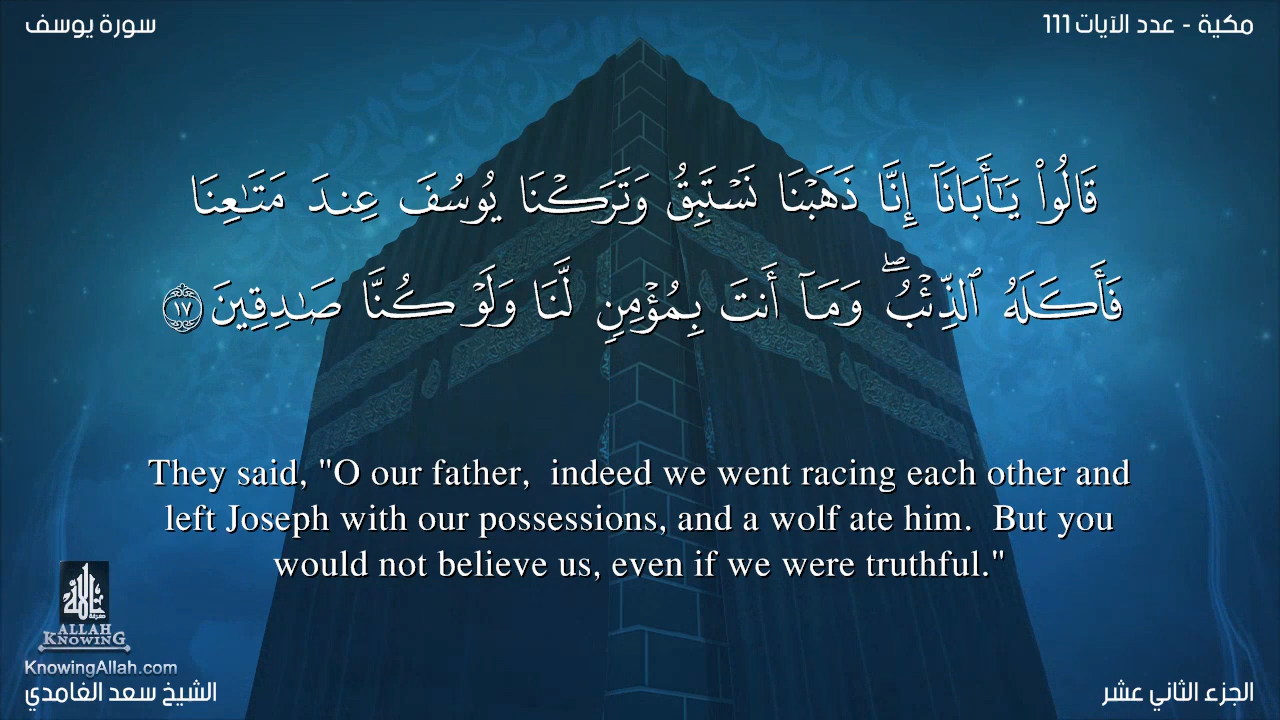 مكية - عدد الآيات 111
سورة يوسف
قَالُوا۟ يَـٰٓأَبَانَآ إِنَّا ذَهَبْنَا نَسْتَبِقُ وَتَرَكْنَا يُوسُفَ عِندَ مَتَـٰعِنَا
فَأَكَلَهُ ٱلذِّئْبُ ۖ وَمَآ أَنتَ بِمُؤْمِنٍ لَّنَا وَلَوْ كُنَّا صَـٰدِقِينَ ١٧
They said, "O our father,  indeed we went racing each other and
left Joseph with our possessions, and a wolf ate him.  But you
would not believe us, even if we were truthful."
معرفة الله
ALLAH
KNOWING
KnowingAllah.com
الجزء الثاني عشر
الشيخ سعد الغامدي